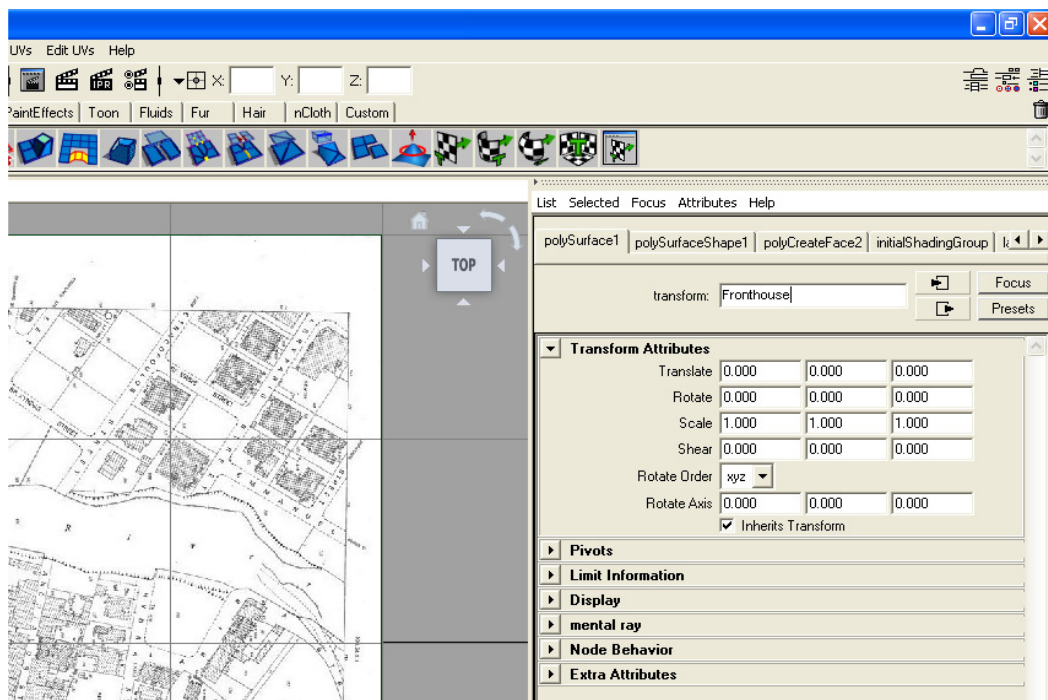 UVs Edit UVs Help
IPR X: Y: Z:
PaintEffects Toon Fluids Fur Hair nCloth Custom
List Selected Focus Attributes Help
TOP
polySurface1 polySurfaceShape1 polyCreateFace2 initialShadingGroup
transform: Fronthouse Focus
Presets
Transform Attributes
Translate 0.000 0.000 0.000
Rotate 0.000 0.000 0.000
Scale 1.000 1.000 1.000
Shear 0.000 0.000 0.000
Rotate Order xyz
Rotate Axis 0.000 0.000 0.000
Inherits Transform
Pivots
Limit Information
Display
mental ray
Node Behavior
Extra Attributes
STREET
STREET
EMMANUEL